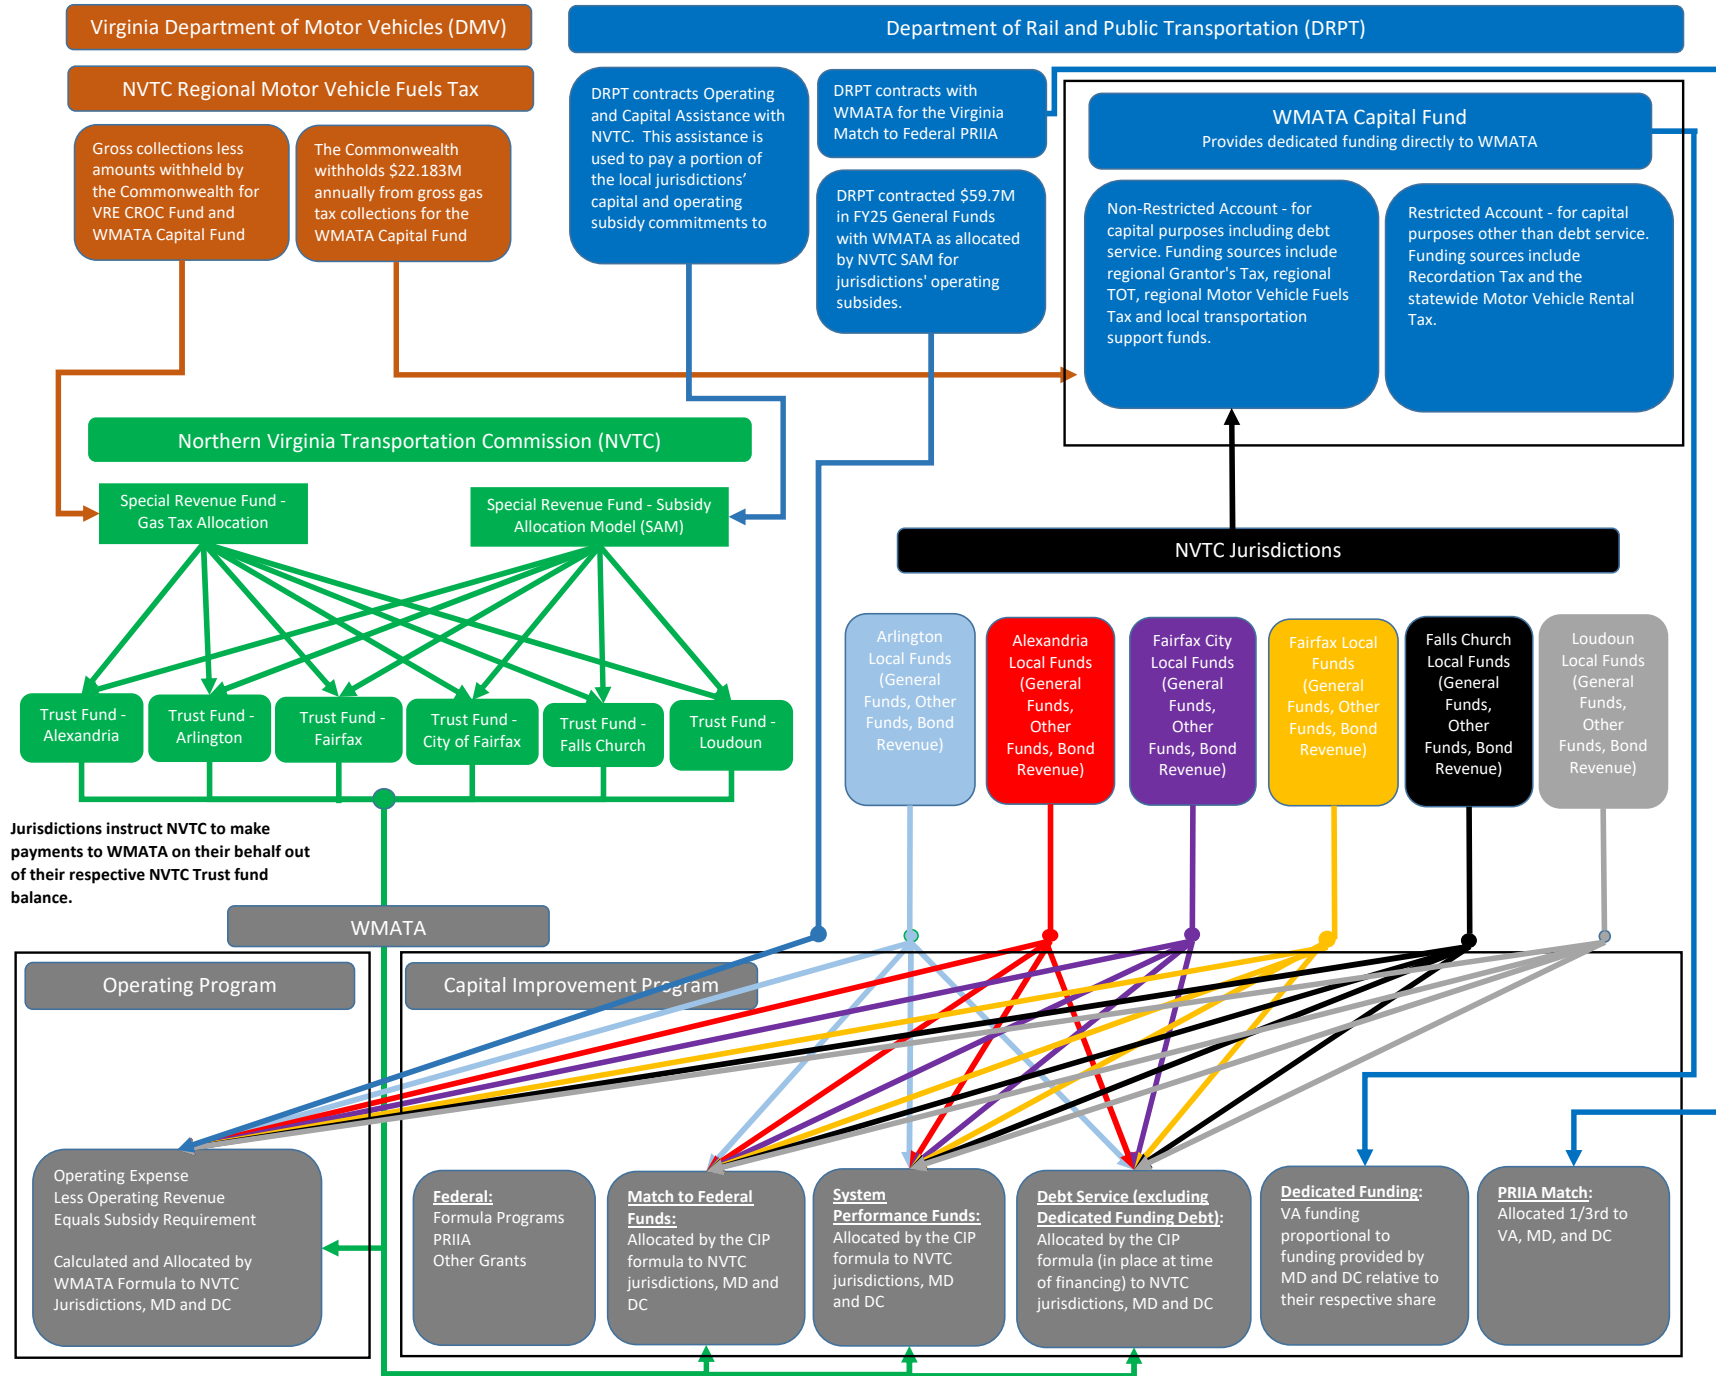 Virginia Department of Motor Vehicles (DMV)
Department of Rail and Public Transportation (DRPT)
NVTC Regional Motor Vehicle Fuels Tax
Gross collections less
amounts withheld by
the Commonwealth for
VRE CROC Fund and
WMATA Capital Fund
The Commonwealth
withholds $22.183M
annually from gross gas
tax collections for the
WMATA Capital Fund
DRPT contracts Operating
and Capital Assistance with
NVTC. This assistance is
used to pay a portion of
the local jurisdictions’
capital and operating
subsidy commitments to
DRPT contracts with
WMATA for the Virginia
Match to Federal PRIIA
DRPT contracted $59.7M
in FY25 General Funds
with WMATA as allocated
by NVTC SAM for
jurisdictions' operating
subsides.
WMATA Capital Fund
Provides dedicated funding directly to WMATA
Non-Restricted Account - for
capital purposes including debt
service. Funding sources include
regional Grantor's Tax, regional
TOT, regional Motor Vehicle Fuels
Tax and local transportation
support funds.
Restricted Account - for capital
purposes other than debt service.
Funding sources include
Recordation Tax and the
statewide Motor Vehicle Rental
Tax.
Northern Virginia Transportation Commission (NVTC)
Special Revenue Fund -
Gas Tax Allocation
Special Revenue Fund - Subsidy
Allocation Model (SAM)
Trust Fund -
Alexandria
Trust Fund -
Arlington
Trust Fund -
Fairfax
Trust Fund -
City of Fairfax
Trust Fund -
Falls Church
Trust Fund -
Loudoun
Jurisdictions instruct NVTC to make
payments to WMATA on their behalf out
of their respective NVTC Trust fund
balance.
NVTC Jurisdictions
Arlington
Local Funds
(General
Funds, Other
Funds, Bond
Revenue)
Alexandria
Local Funds
(General
Funds,
Other
Funds, Bond
Revenue)
Fairfax City
Local Funds
(General
Funds,
Other
Funds, Bond
Revenue)
Fairfax Local
Funds
(General
Funds, Other
Funds, Bond
Revenue)
Falls Church
Local Funds
(General
Funds,
Other
Funds, Bond
Revenue)
Loudoun
Local Funds
(General
Funds,
Other
Funds, Bond
Revenue)
WMATA
Operating Program
Capital Improvement Program
Operating Expense
Less Operating Revenue
Equals Subsidy Requirement
Calculated and Allocated by
WMATA Formula to NVTC
Jurisdictions, MD and DC
Federal:
Formula Programs
PRIIA
Other Grants
Match to Federal
Funds:
Allocated by the CIP
formula to NVTC
jurisdictions, MD and
DC
System
Performance Funds:
Allocated by the CIP
formula to NVTC
jurisdictions, MD
and DC
Debt Service (excluding
Dedicated Funding Debt):
Allocated by the CIP
formula (in place at time
of financing) to NVTC
jurisdictions, MD and DC
Dedicated Funding:
VA funding
proportional to
funding provided by
MD and DC relative to
their respective share
PRIIA Match:
Allocated 1/3rd to
VA, MD, and DC